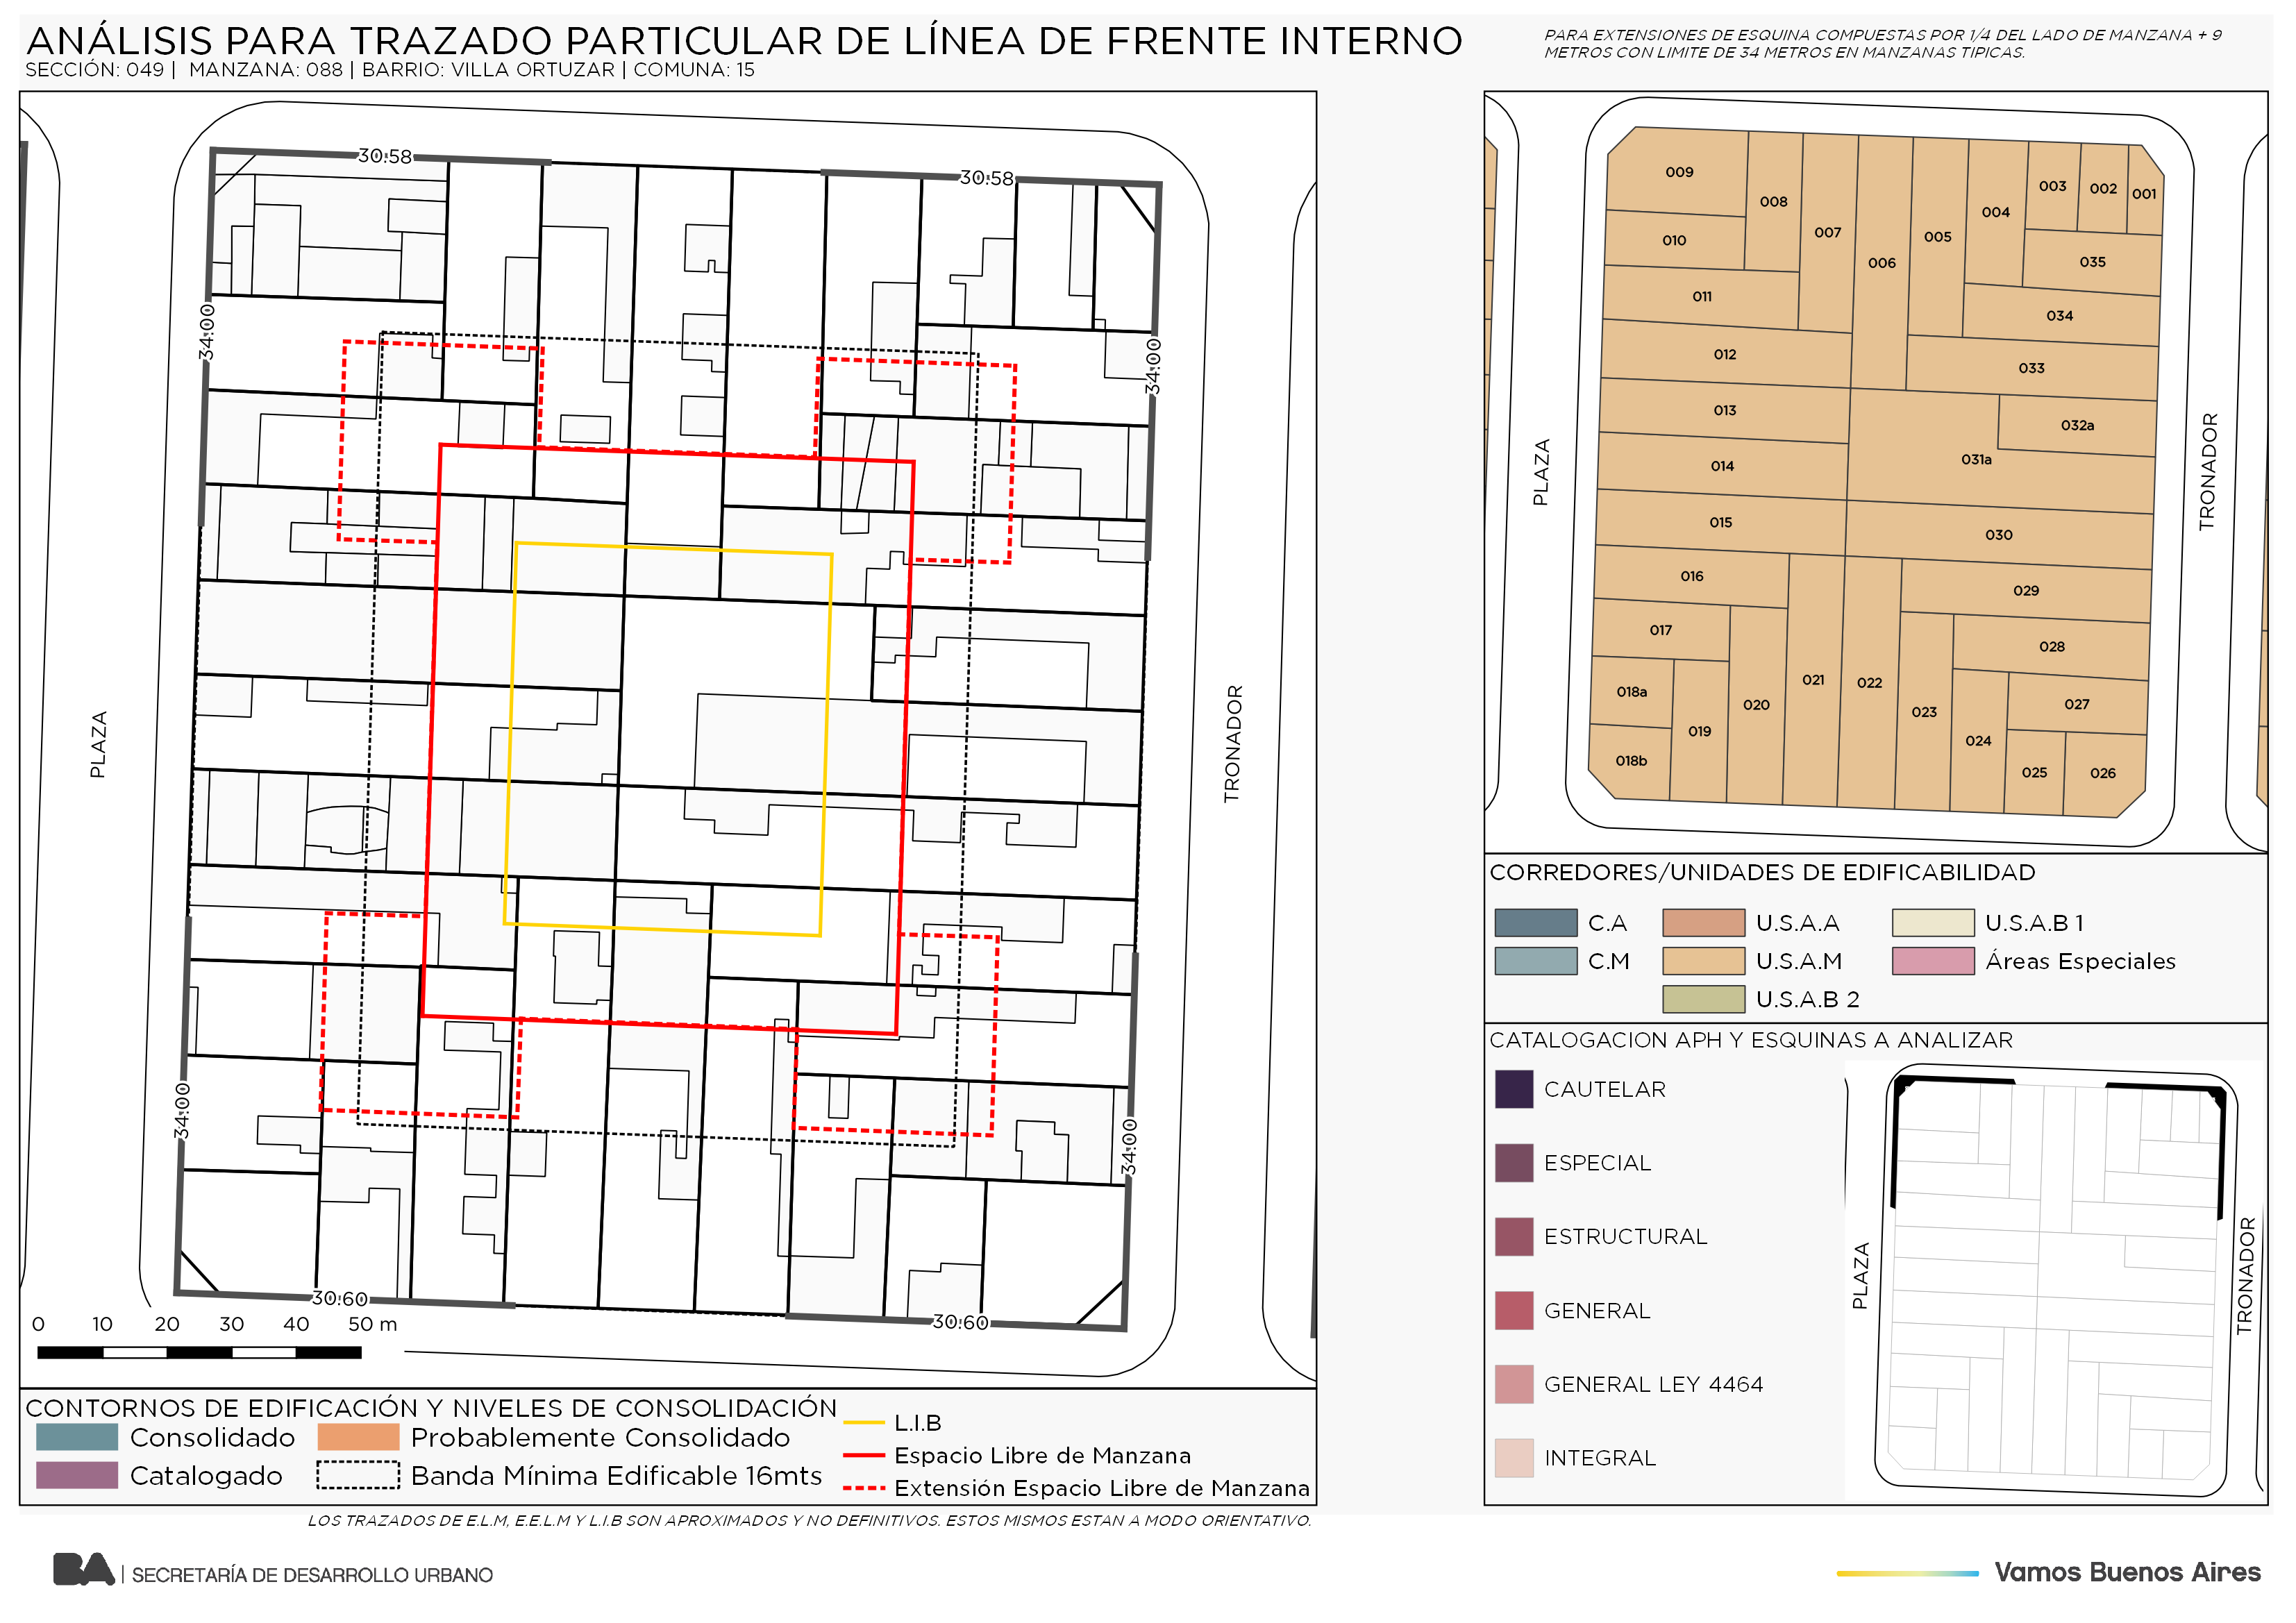 ANÁLISIS PARA TRAZADO PARTICULAR DE LÍNEA DE FRENTE INTERNO
SECCIÓN: 049 | MANZANA: 088 | BARRIO: VILLA ORTUZAR | COMUNA: 15
PARA EXTENSIONES DE ESQUINA COMPUESTAS POR 1/4 DEL LADO DE MANZANA + 9
METROS CON LIMITE DE 34 METROS EN MANZANAS TIPICAS.
30.58
30.58
34.00
34.00
PLAZA
TRONADOR
34.00
34.00
30.60
30.60
0 10 20 30 40 50 m
CONTORNOS DE EDIFICACIÓN Y NIVELES DE CONSOLIDACIÓN
Consolidado
Probablemente Consolidado
Catalogado
Banda Mínima Edificable 16mts
L.I.B
Espacio Libre de Manzana
Extensión Espacio Libre de Manzana
LOS TRAZADOS DE E.L.M, E.E.L.M Y L.I.B SON APROXIMADOS Y NO DEFINITIVOS. ESTOS MISMOS ESTAN A MODO ORIENTATIVO.
009
008
007
006
005
004
003
002
001
010
035
011
034
012
033
013
032a
014
031a
015
030
016
029
017
028
018a
019
020
021
022
023
024
027
018b
025
026
PLAZA
TRONADOR
CORREDORES/UNIDADES DE EDIFICABILIDAD
C.A
U.S.A.A
U.S.A.B 1
C.M
U.S.A.M
Áreas Especiales
U.S.A.B 2
CATALOGACION APH Y ESQUINAS A ANALIZAR
CAUTELAR
ESPECIAL
ESTRUCTURAL
GENERAL
GENERAL LEY 4464
INTEGRAL
PLAZA
TRONADOR
BA | SECRETARÍA DE DESARROLLO URBANO
Vamos Buenos Aires